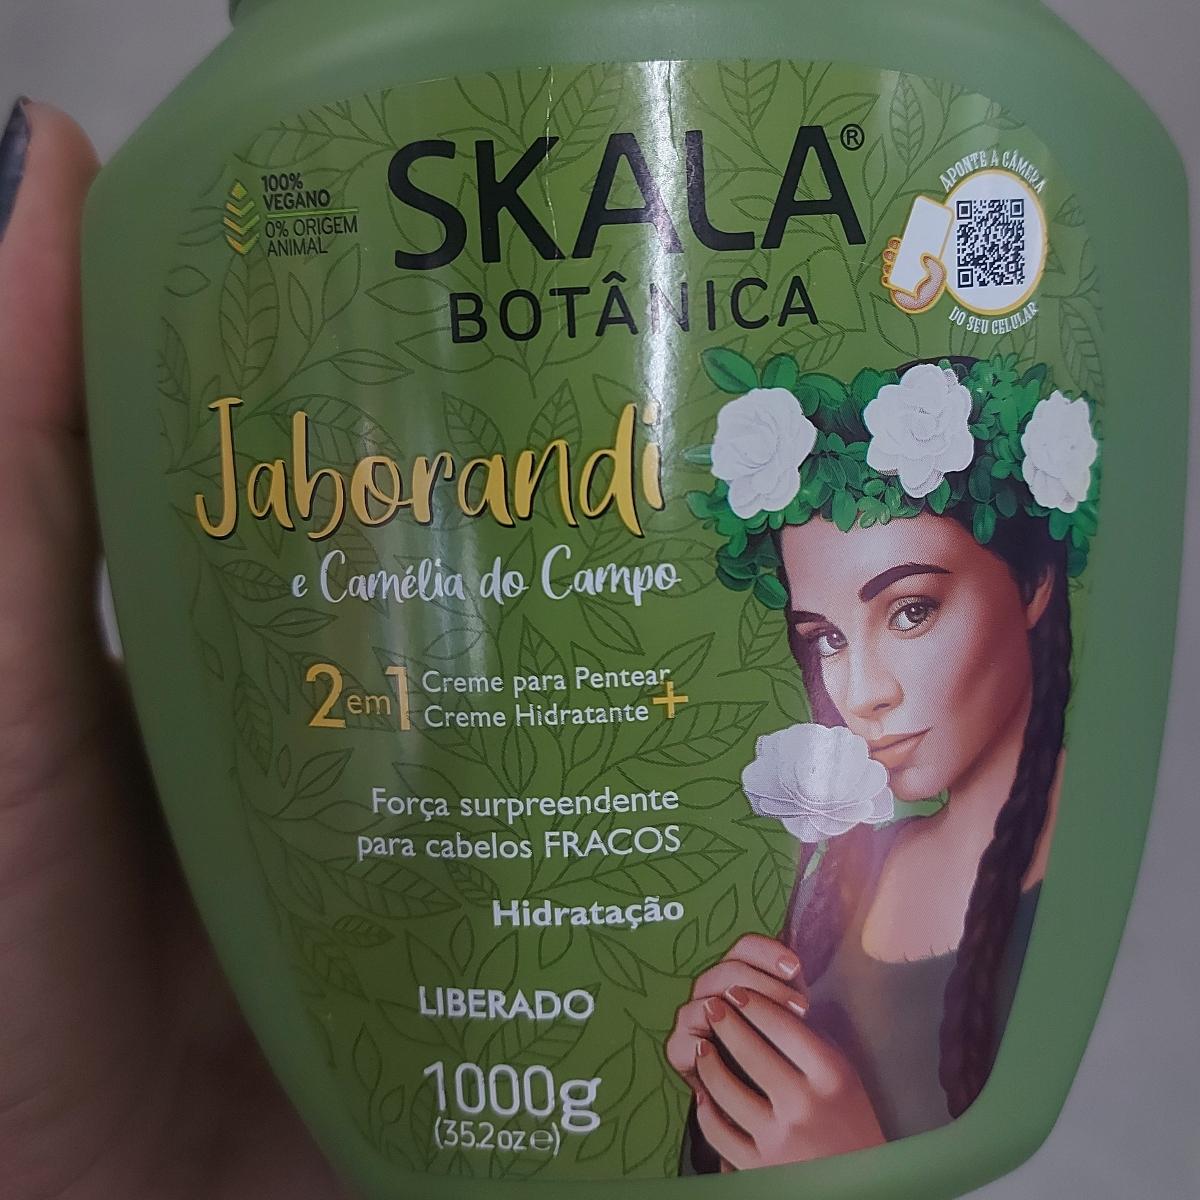 100%
VEGANO
0% ORIGEM
ANIMAL
SKALA®
BOTÂNICA
APONTE A CÂMERA
DO SEU CELULAR
Jaborandi
e Camélia do Campo
2em1 Creme para Pentear +
Creme Hidratante
Força surpreendente
para cabelos FRACOS
Hidratação
LIBERADO
1000g
(35.2oz℮)